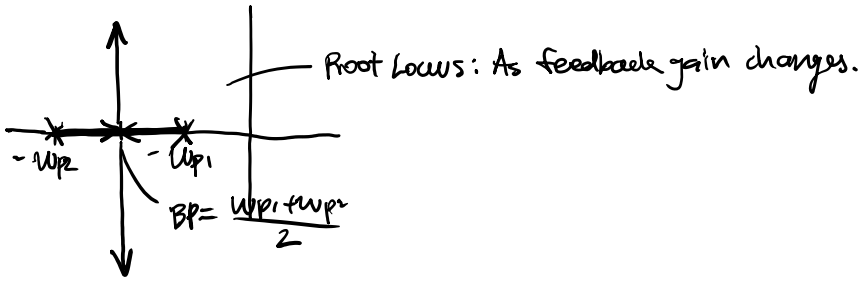 Root Locus: As feedback gain changes.
-ωp2
-ωp1
BP= ωp1+ωp2
2